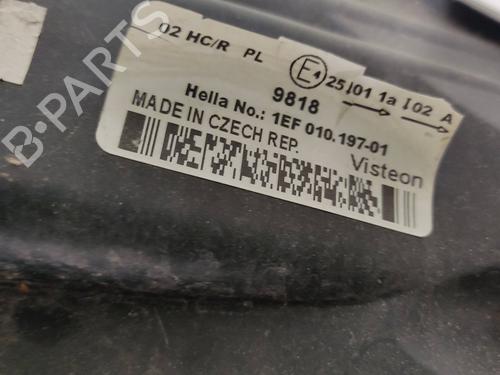 02 HC/R PL E4 25 I01 1a I 02 A
9818
Hella No.: 1EF 010.197-01
MADE IN CZECH REP.
Visteon
B-PARTS